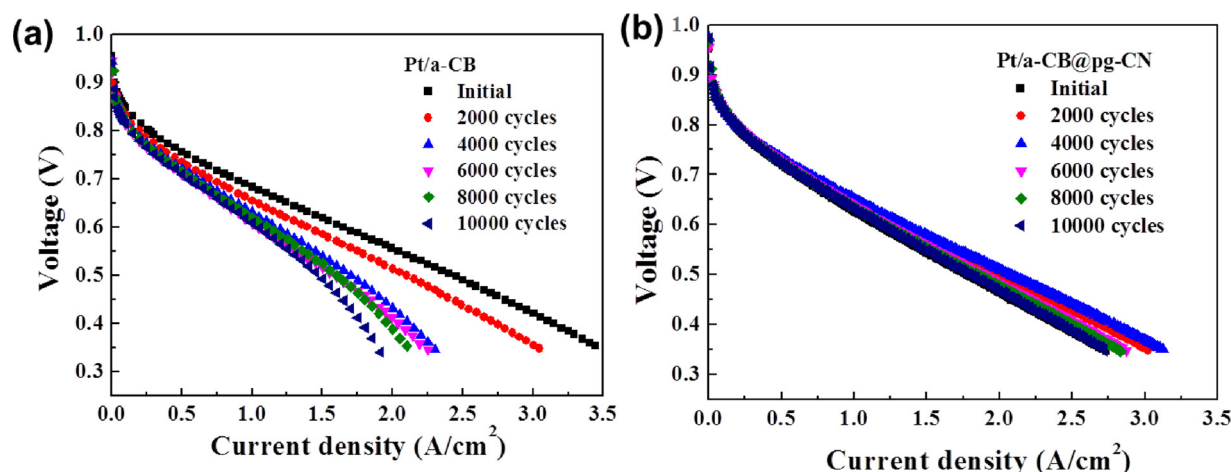 (a)
Pt/a-CB
Initial
2000 cycles
4000 cycles
6000 cycles
8000 cycles
10000 cycles
Voltage (V)
1.0
0.9
0.8
0.7
0.6
0.5
0.4
0.3
0.0 0.5 1.0 1.5 2.0 2.5 3.0 3.5
Current density (A/cm²)
(b)
Pt/a-CB@pg-CN
Initial
2000 cycles
4000 cycles
6000 cycles
8000 cycles
10000 cycles
Voltage (V)
1.0
0.9
0.8
0.7
0.6
0.5
0.4
0.3
0.0 0.5 1.0 1.5 2.0 2.5 3.0 3.5
Current density (A/cm²)